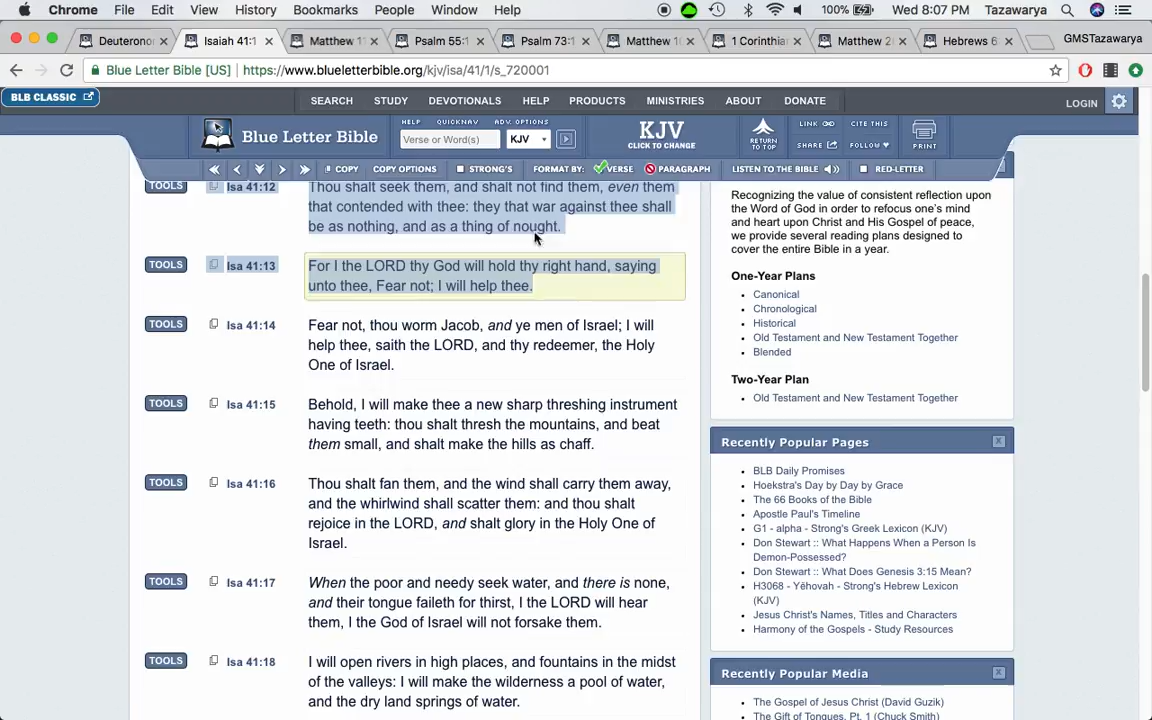 Chrome File Edit View History Bookmarks People Window Help 100% Wed 8:07 PM Tazawarya
Deuterono Isaiah 41:1 Matthew 1 Psalm 55:1 Psalm 73:1 Matthew 1 1 Corinthia Matthew 2 Hebrews 6 GMSTazawarya
Blue Letter Bible [US] https://www.blueletterbible.org/kjv/isa/41/1/s_720001
BLB CLASSIC
SEARCH STUDY DEVOTIONALS HELP PRODUCTS MINISTRIES ABOUT DONATE LOGIN
Blue Letter Bible
HELP QUICKNAV ADV. OPTIONS
Verse or Word(s) KJV
KJV
CLICK TO CHANGE
RETURN
TO TOP
LINK CITE THIS
SHARE FOLLOW
PRINT
COPY COPY OPTIONS STRONG'S FORMAT BY: VERSE PARAGRAPH LISTEN TO THE BIBLE RED-LETTER
TOOLS Isa 41:12 Thou shalt seek them, and shalt not find them, even them
that contended with thee: they that war against thee shall
be as nothing, and as a thing of nought.
TOOLS Isa 41:13 For I the LORD thy God will hold thy right hand, saying
unto thee, Fear not; I will help thee.
TOOLS Isa 41:14 Fear not, thou worm Jacob, and ye men of Israel; I will
help thee, saith the LORD, and thy redeemer, the Holy
One of Israel.
TOOLS Isa 41:15 Behold, I will make thee a new sharp threshing instrument
having teeth: thou shalt thresh the mountains, and beat
them small, and shalt make the hills as chaff.
TOOLS Isa 41:16 Thou shalt fan them, and the wind shall carry them away,
and the whirlwind shall scatter them: and thou shalt
rejoice in the LORD, and shalt glory in the Holy One of
Israel.
TOOLS Isa 41:17 When the poor and needy seek water, and there is none,
and their tongue faileth for thirst, I the LORD will hear
them, I the God of Israel will not forsake them.
TOOLS Isa 41:18 I will open rivers in high places, and fountains in the midst
of the valleys: I will make the wilderness a pool of water,
and the dry land springs of water.
Recognizing the value of consistent reflection upon
the Word of God in order to refocus one's mind
and heart upon Christ and His Gospel of peace,
we provide several reading plans designed to
cover the entire Bible in a year.
One-Year Plans
Canonical
Chronological
Historical
Old Testament and New Testament Together
Blended
Two-Year Plan
Old Testament and New Testament Together
Recently Popular Pages
BLB Daily Promises
Hoekstra's Day by Day by Grace
The 66 Books of the Bible
Apostle Paul's Timeline
G1 - alpha - Strong's Greek Lexicon (KJV)
Don Stewart :: What Happens When a Person Is
Demon-Possessed?
Don Stewart :: What Does Genesis 3:15 Mean?
H3068 - Yĕhovah - Strong's Hebrew Lexicon
(KJV)
Jesus Christ's Names, Titles and Characters
Harmony of the Gospels - Study Resources
Recently Popular Media
The Gospel of Jesus Christ (David Guzik)
The Gift of Tongues, Pt. 1 (Chuck Smith)